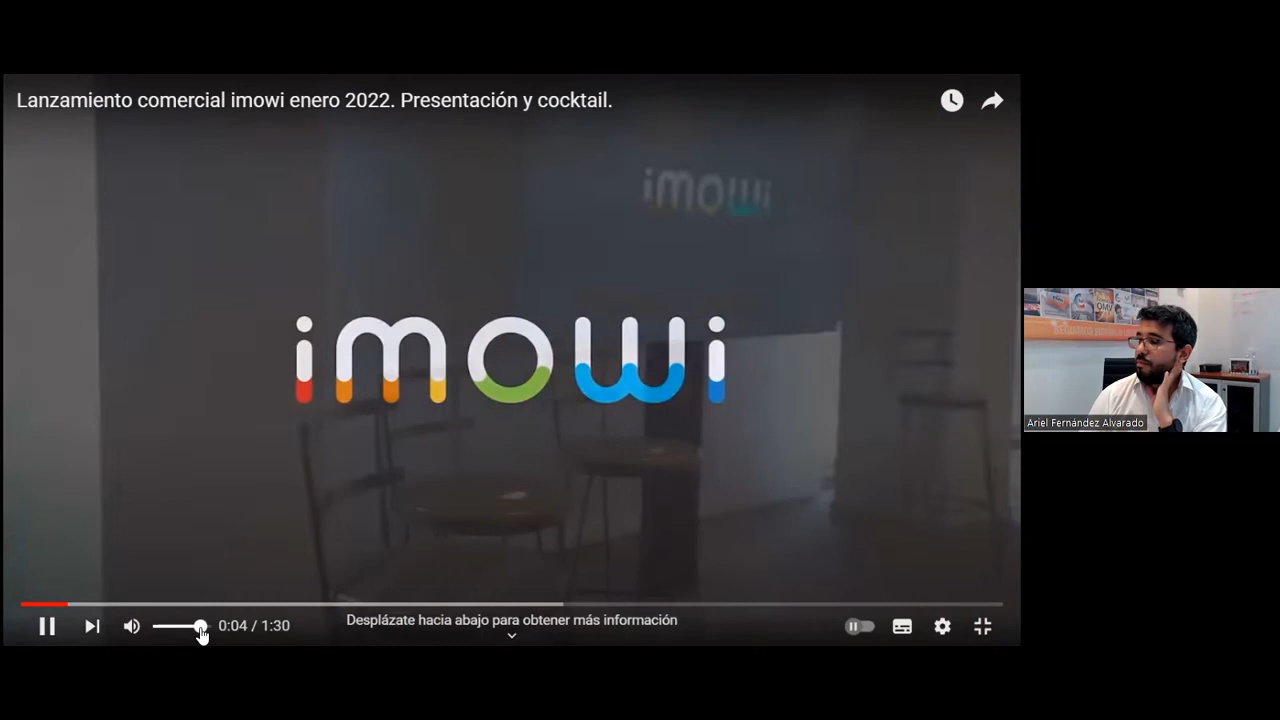 Lanzamiento comercial imowi enero 2022. Presentación y cocktail.
imowi
imowi
OMV
Ariel Fernández Alvarado
0:04 / 1:30
Desplázate hacia abajo para obtener más información